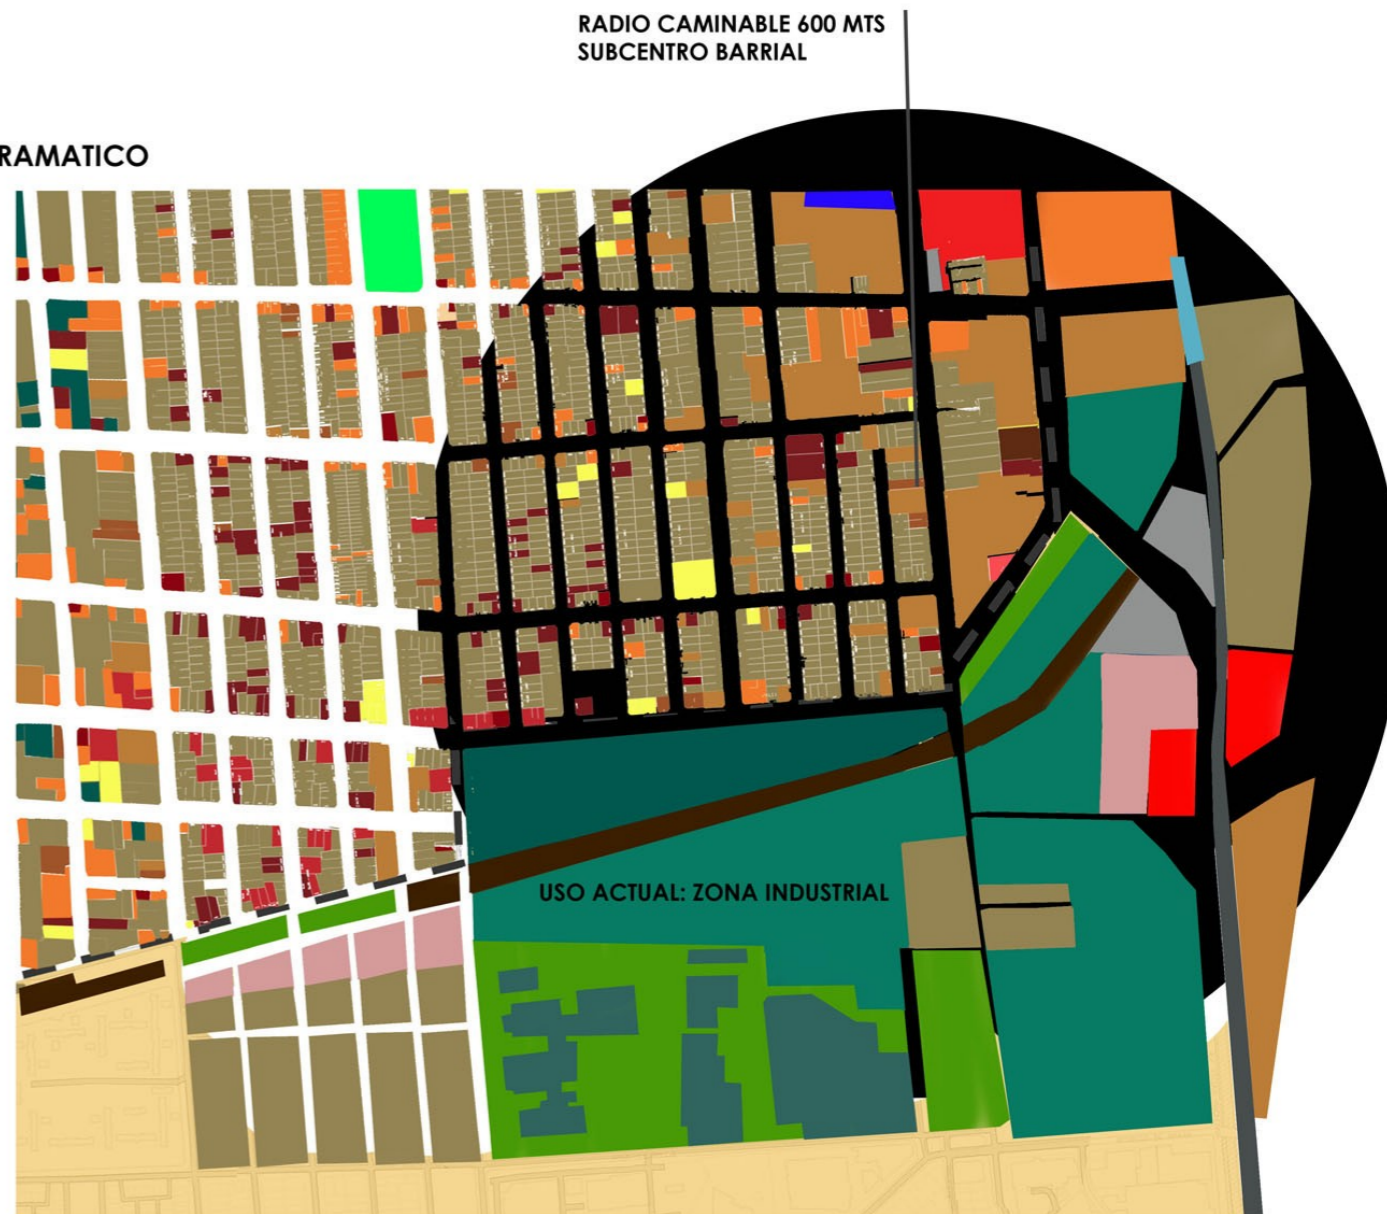 RADIO CAMINABLE 600 MTS
SUBCENTRO BARRIAL
RAMATICO
USO ACTUAL: ZONA INDUSTRIAL